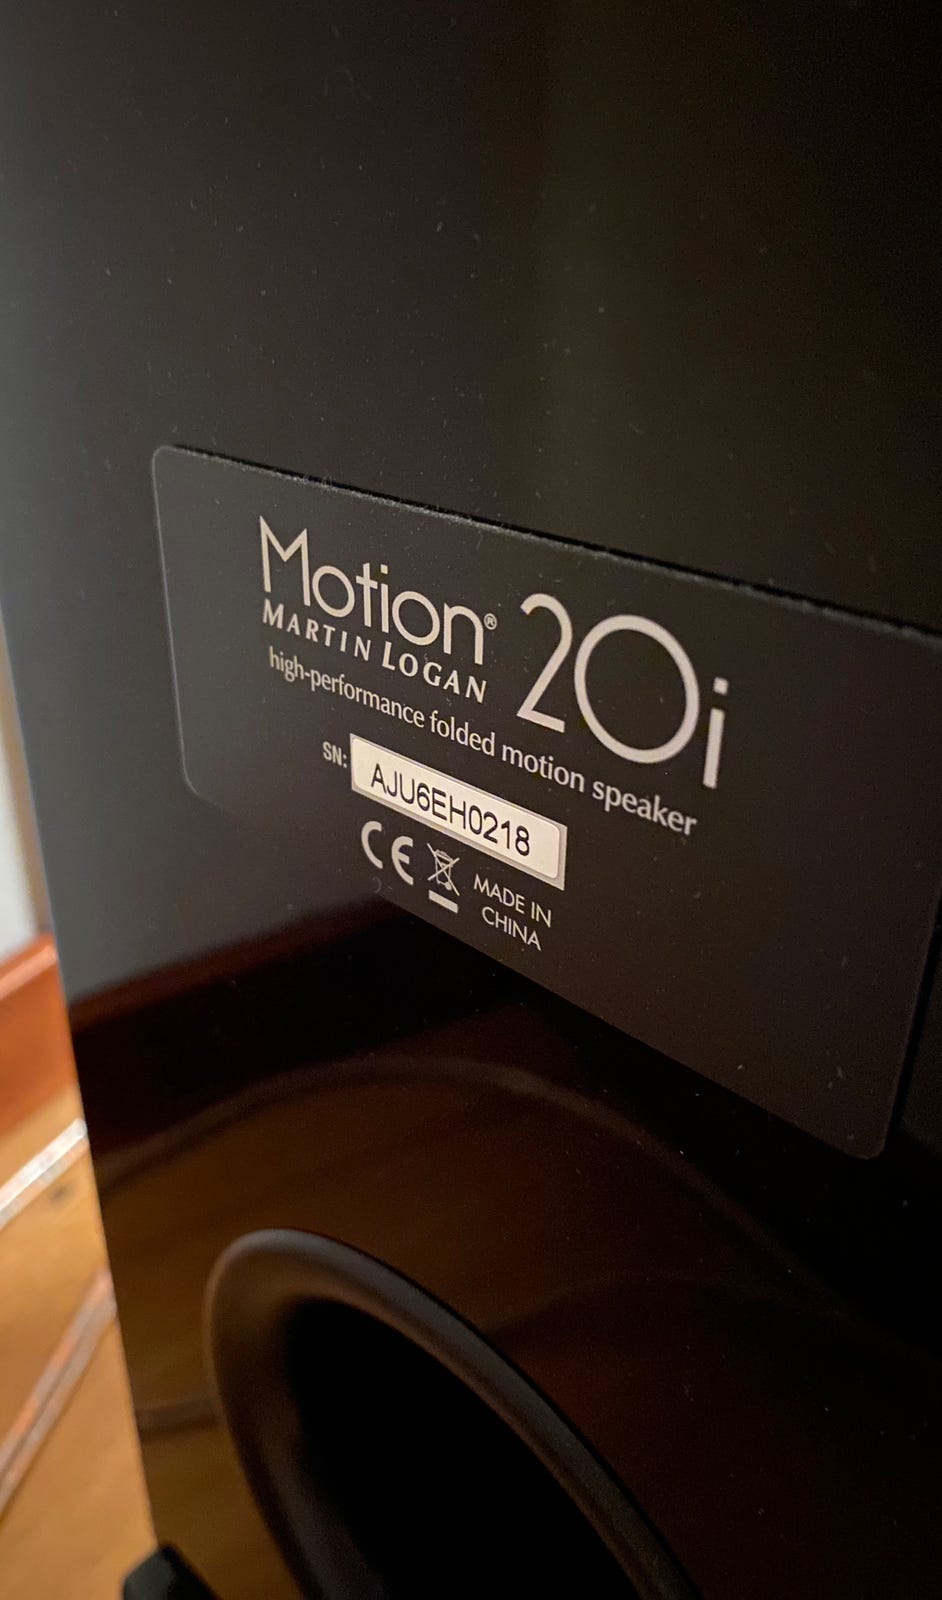 Motion® 20i
MARTIN LOGAN
high-performance folded motion speaker
SN: AJU6EH0218
CE MADE IN
CHINA